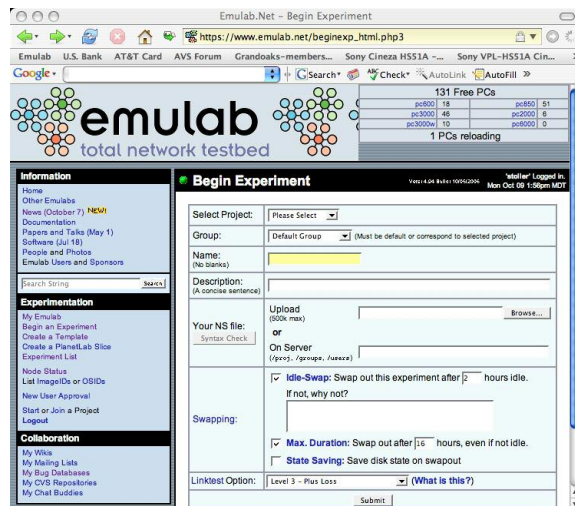 Emulab.Net - Begin Experiment
https://www.emulab.net/beginexp_html.php3
Emulab U.S. Bank AT&T Card AVS Forum Grandoaks-members... Sony Cineza HS51A -... Sony VPL-HS51A Cin...
Google Search Check AutoLink AutoFill »
131 Free PCs
pc600 18 pc850 51
pc3000 46 pc2000 6
pc3000w 10 pc6000 0
1 PCs reloading
emulab
total network testbed
Information
Home
Other Emulabs
News (October 7) NEW!
Documentation
Papers and Talks (May 1)
Software (Jul 18)
People and Photos
Emulab Users and Sponsors
Search String Search
Experimentation
My Emulab
Begin an Experiment
Create a Template
Create a PlanetLab Slice
Experiment List
Node Status
List ImageIDs or OSIDs
New User Approval
Start or Join a Project
Logout
Collaboration
My Wikis
My Mailing Lists
My Bug Databases
My CVS Repositories
My Chat Buddies
Begin Experiment
Vers: 4.04 Built: 10/06/2006
'stoller' Logged in.
Mon Oct 09 1:56pm MDT
Select Project: Please Select
Group: Default Group (Must be default or correspond to selected project)
Name:
(No blanks)
Description:
(A concise sentence)
Your NS file:
Syntax Check
Upload
(500k max)
Browse...
or
On Server
(/proj, /groups, /users)
Swapping:
Idle-Swap: Swap out this experiment after 2 hours idle.
If not, why not?
Max. Duration: Swap out after 16 hours, even if not idle.
State Saving: Save disk state on swapout
Linktest Option: Level 3 - Plus Loss (What is this?)
Submit